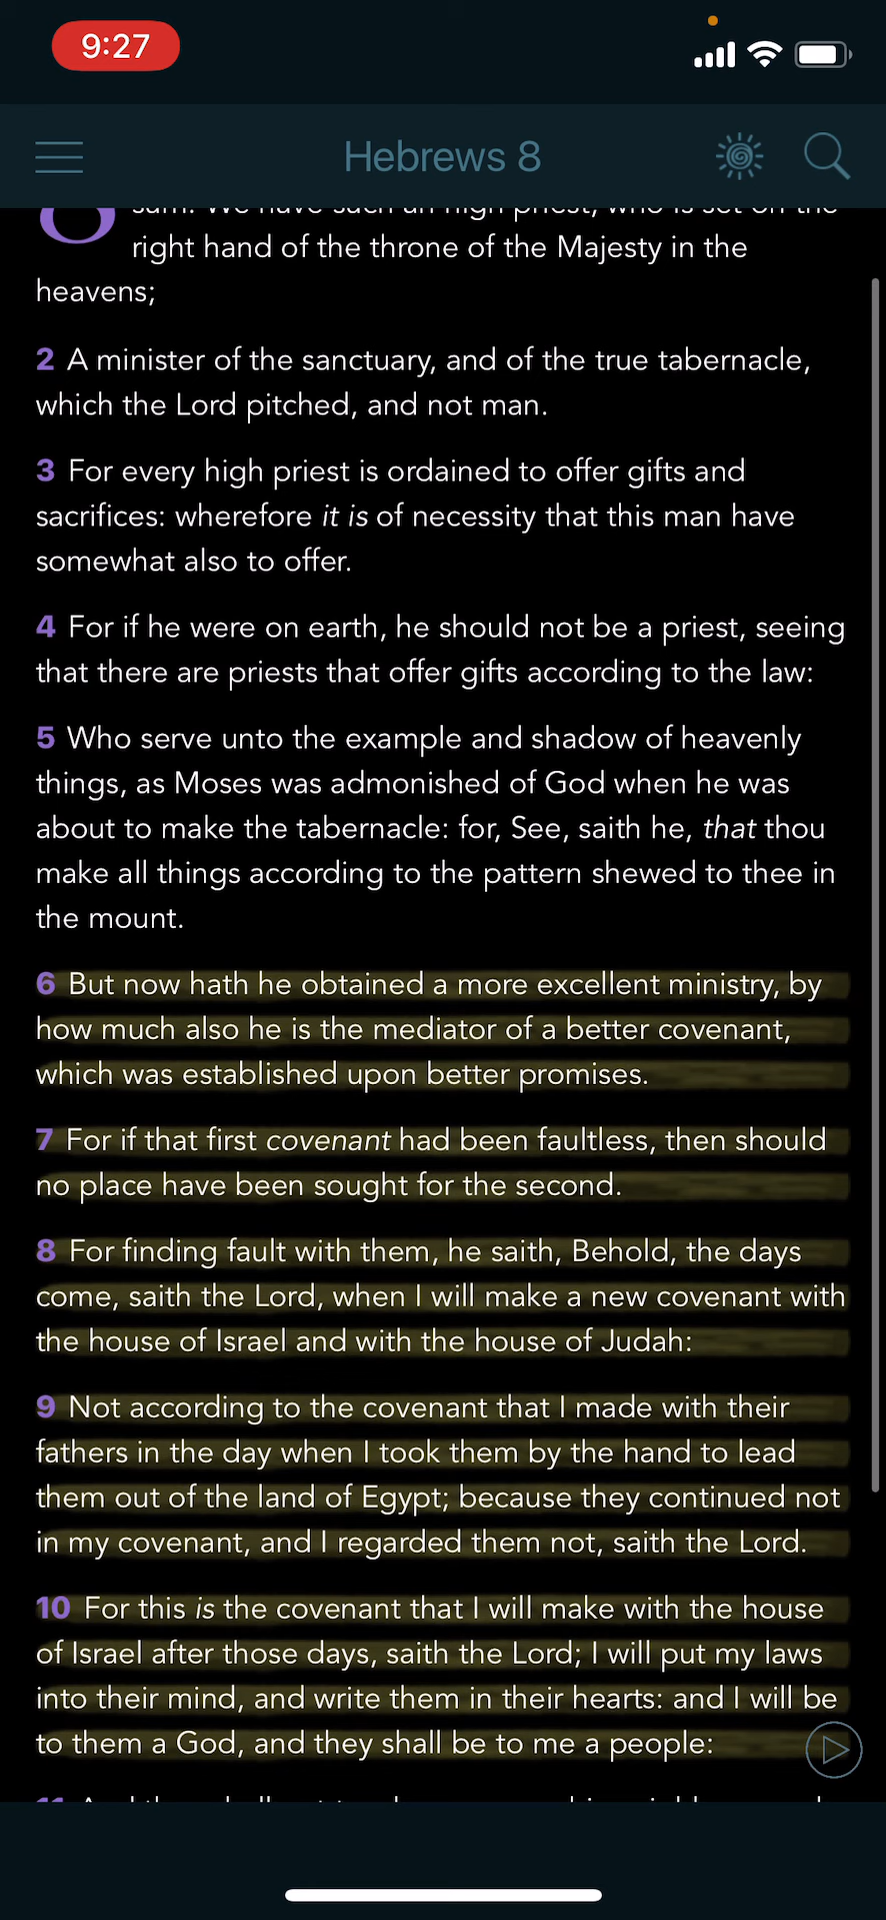 9:27
Hebrews 8
8 sum: We have such an high priest, who is set on the
right hand of the throne of the Majesty in the
heavens;
2 A minister of the sanctuary, and of the true tabernacle,
which the Lord pitched, and not man.
3 For every high priest is ordained to offer gifts and
sacrifices: wherefore it is of necessity that this man have
somewhat also to offer.
4 For if he were on earth, he should not be a priest, seeing
that there are priests that offer gifts according to the law:
5 Who serve unto the example and shadow of heavenly
things, as Moses was admonished of God when he was
about to make the tabernacle: for, See, saith he, that thou
make all things according to the pattern shewed to thee in
the mount.
6 But now hath he obtained a more excellent ministry, by
how much also he is the mediator of a better covenant,
which was established upon better promises.
7 For if that first covenant had been faultless, then should
no place have been sought for the second.
8 For finding fault with them, he saith, Behold, the days
come, saith the Lord, when I will make a new covenant with
the house of Israel and with the house of Judah:
9 Not according to the covenant that I made with their
fathers in the day when I took them by the hand to lead
them out of the land of Egypt; because they continued not
in my covenant, and I regarded them not, saith the Lord.
10 For this is the covenant that I will make with the house
of Israel after those days, saith the Lord; I will put my laws
into their mind, and write them in their hearts: and I will be
to them a God, and they shall be to me a people: